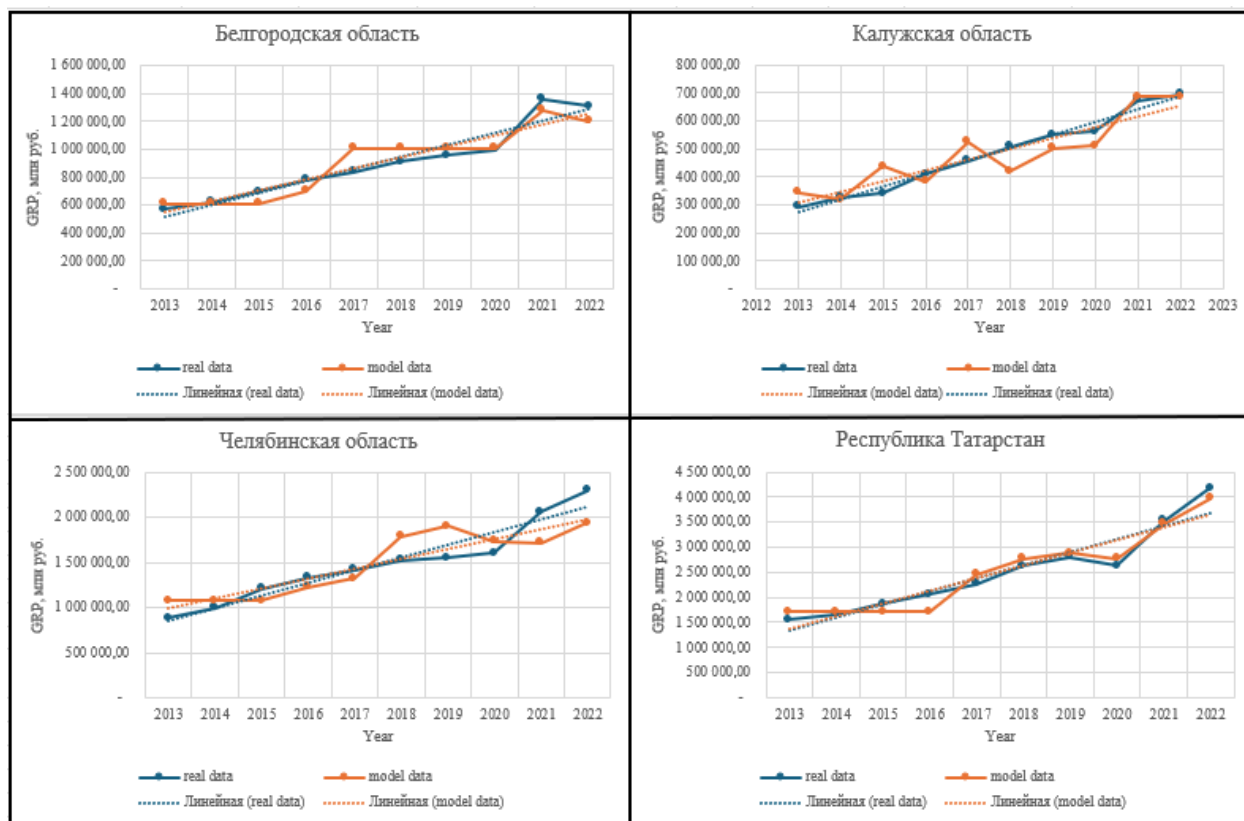 Белгородская область
1 600 000,00
1 400 000,00
1 200 000,00
1 000 000,00
800 000,00
600 000,00
400 000,00
200 000,00
-
GRP, млн руб.
2013 2014 2015 2016 2017 2018 2019 2020 2021 2022
Year
real data model data
Линейная (real data) Линейная (model data)
Калужская область
800 000,00
700 000,00
600 000,00
500 000,00
400 000,00
300 000,00
200 000,00
100 000,00
-
GRP, млн руб.
2012 2013 2014 2015 2016 2017 2018 2019 2020 2021 2022 2023
Year
real data model data
Линейная (model data) Линейная (real data)
Челябинская область
2 500 000,00
2 000 000,00
1 500 000,00
1 000 000,00
500 000,00
-
GRP, млн руб.
2013 2014 2015 2016 2017 2018 2019 2020 2021 2022
Year
real data model data
Линейная (real data) Линейная (model data)
Республика Татарстан
4 500 000,00
4 000 000,00
3 500 000,00
3 000 000,00
2 500 000,00
2 000 000,00
1 500 000,00
1 000 000,00
500 000,00
-
GRP, млн руб.
2013 2014 2015 2016 2017 2018 2019 2020 2021 2022
Year
real data model data
Линейная (real data) Линейная (model data)